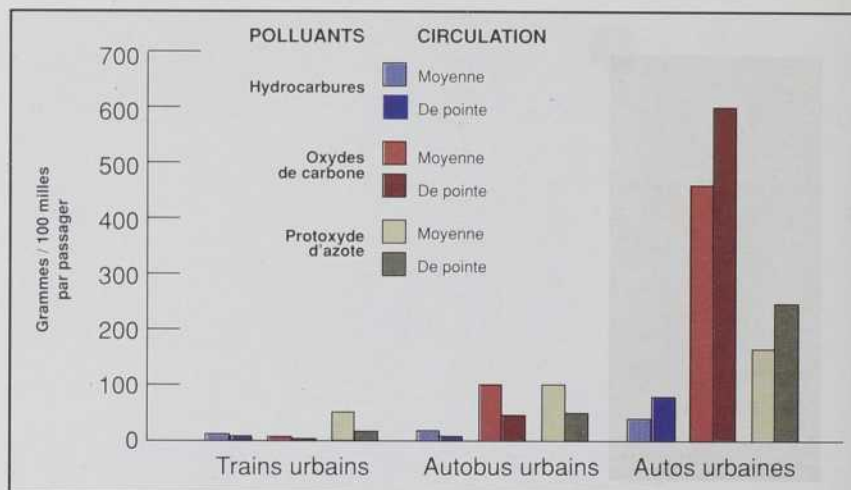 POLLUANTS CIRCULATION
Hydrocarbures
Moyenne
De pointe
Oxydes
de carbone
Moyenne
De pointe
Protoxyde
d'azote
Moyenne
De pointe
Grammes / 100 milles
par passager
700
600
500
400
300
200
100
0
Trains urbains Autobus urbains Autos urbaines